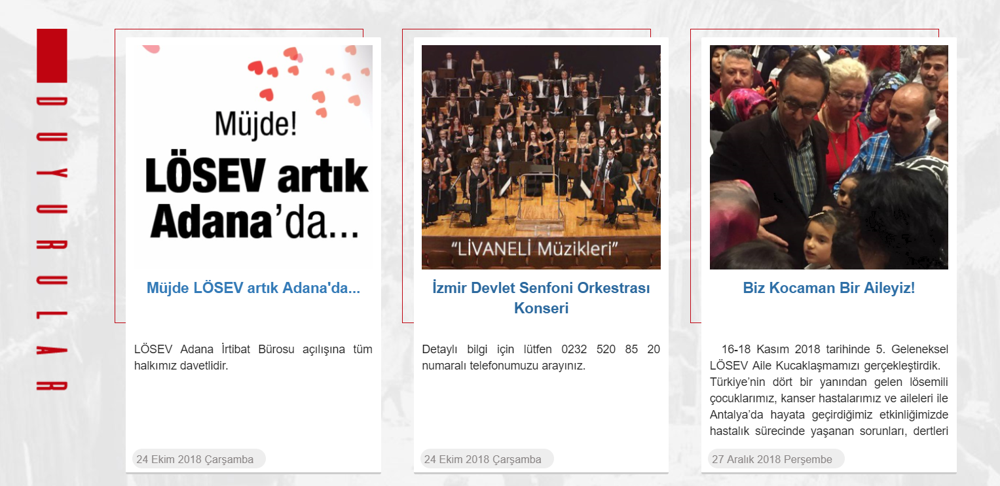 DUYURULAR
Müjde!
LÖSEV artık
Adana’da...
Müjde LÖSEV artık Adana'da...
LÖSEV Adana İrtibat Bürosu açılışına tüm
halkımız davetlidir.
24 Ekim 2018 Çarşamba
“LİVANELİ Müzikleri”
İzmir Devlet Senfoni Orkestrası
Konseri
Detaylı bilgi için lütfen 0232 520 85 20
numaralı telefonumuzu arayınız.
24 Ekim 2018 Çarşamba
Biz Kocaman Bir Aileyiz!
16-18 Kasım 2018 tarihinde 5. Geleneksel
LÖSEV Aile Kucaklaşmamızı gerçekleştirdik.
Türkiye’nin dört bir yanından gelen lösemili
çocuklarımız, kanser hastalarımız ve aileleri ile
Antalya’da hayata geçirdiğimiz etkinliğimizde
hastalık sürecinde yaşanan sorunları, dertleri
27 Aralık 2018 Perşembe